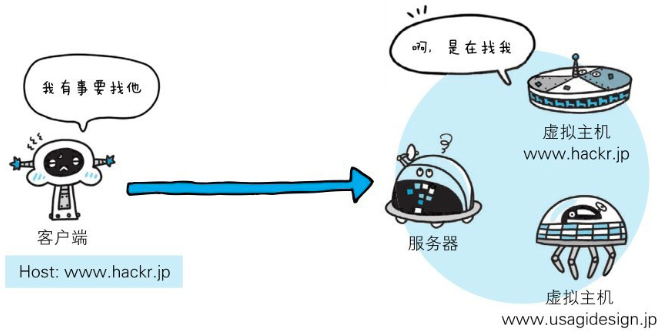 啊，是在找我
我有事要找他
虚拟主机
www.hackr.jp
客户端
服务器
Host: www.hackr.jp
虚拟主机
www.usagidesign.jp